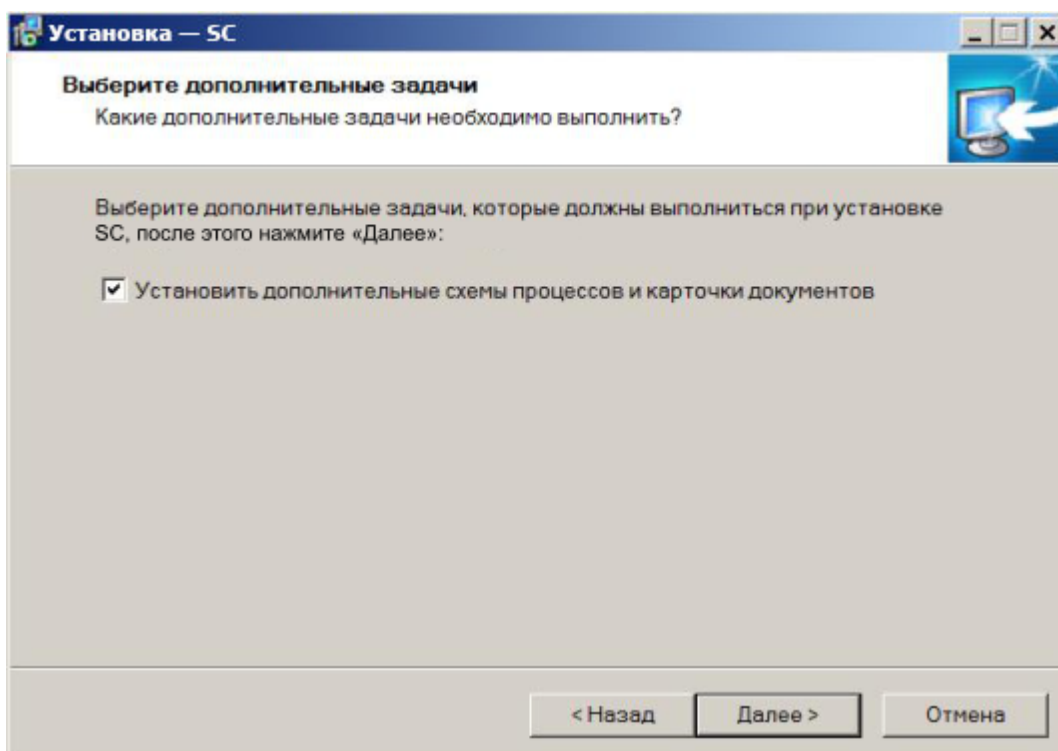 Установка — SC
Выберите дополнительные задачи
Какие дополнительные задачи необходимо выполнить?
Выберите дополнительные задачи, которые должны выполниться при установке
SC, после этого нажмите «Далее»:
Установить дополнительные схемы процессов и карточки документов
< Назад
Далее >
Отмена